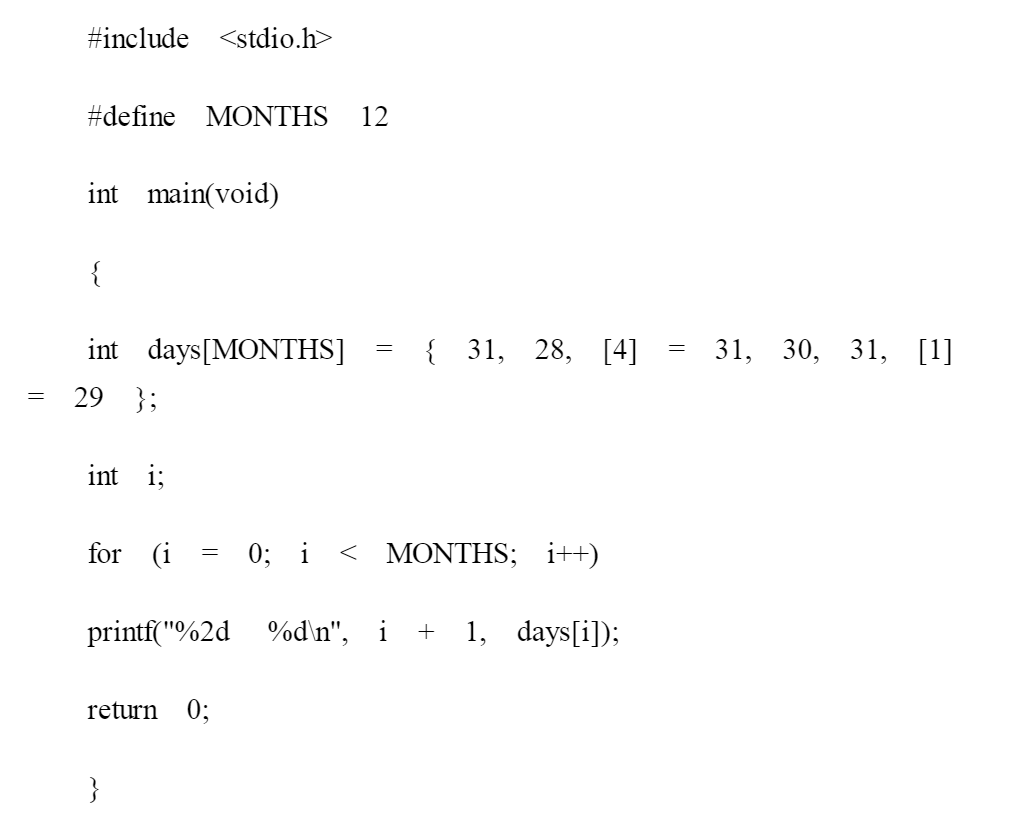 #include <stdio.h>
#define MONTHS 12
int main(void)
{
int days[MONTHS] = { 31, 28, [4] = 31, 30, 31, [1]
= 29 };
int i;
for (i = 0; i < MONTHS; i++)
printf("%2d %d\n", i + 1, days[i]);
return 0;
}